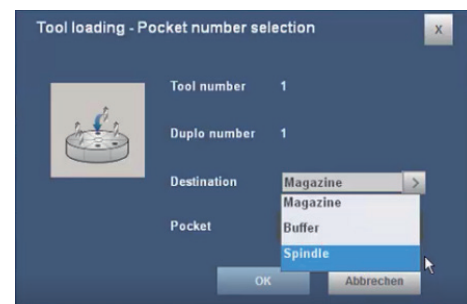 Tool loading - Pocket number selection
x
Tool number 1
Duplo number 1
Destination Magazine >
Magazine
Pocket Buffer
Spindle
OK Abbrechen